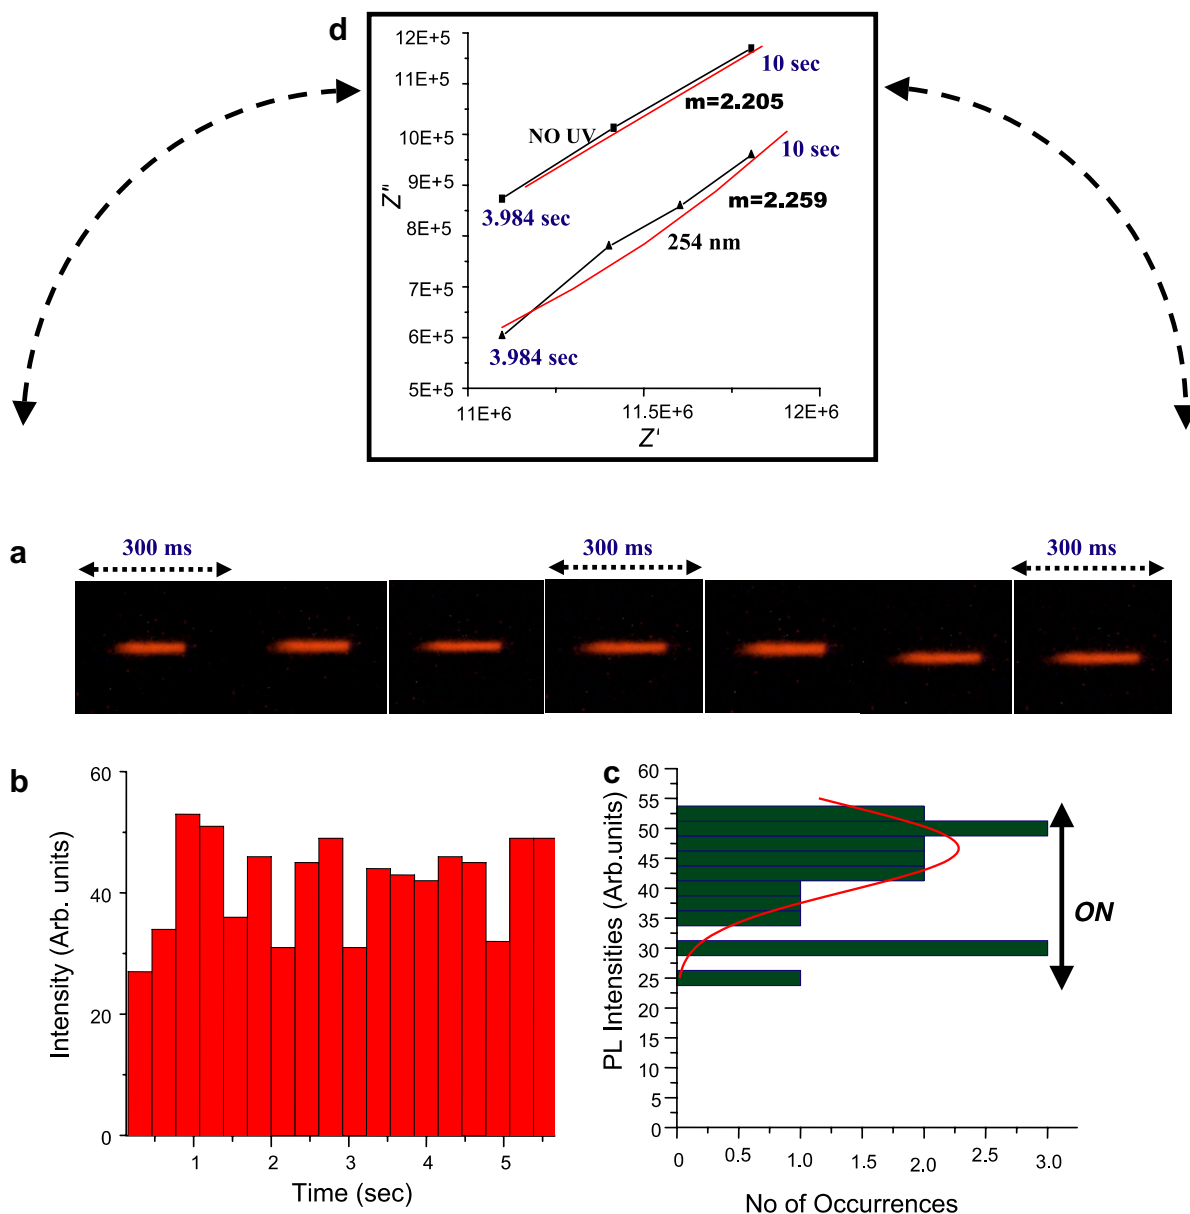 d
12E+5
11E+5
10E+5
9E+5
8E+5
7E+5
6E+5
5E+5
Z"
10 sec
m=2.205
NO UV
10 sec
3.984 sec
m=2.259
254 nm
3.984 sec
11E+6
11.5E+6
12E+6
Z'
a
300 ms
300 ms
300 ms
b
60
40
20
0
Intensity (Arb. units)
1
2
3
4
5
Time (sec)
c
60
55
50
45
40
35
30
25
20
15
10
5
0
PL Intensities (Arb.units)
ON
0
0.5
1.0
1.5
2.0
2.5
3.0
No of Occurrences